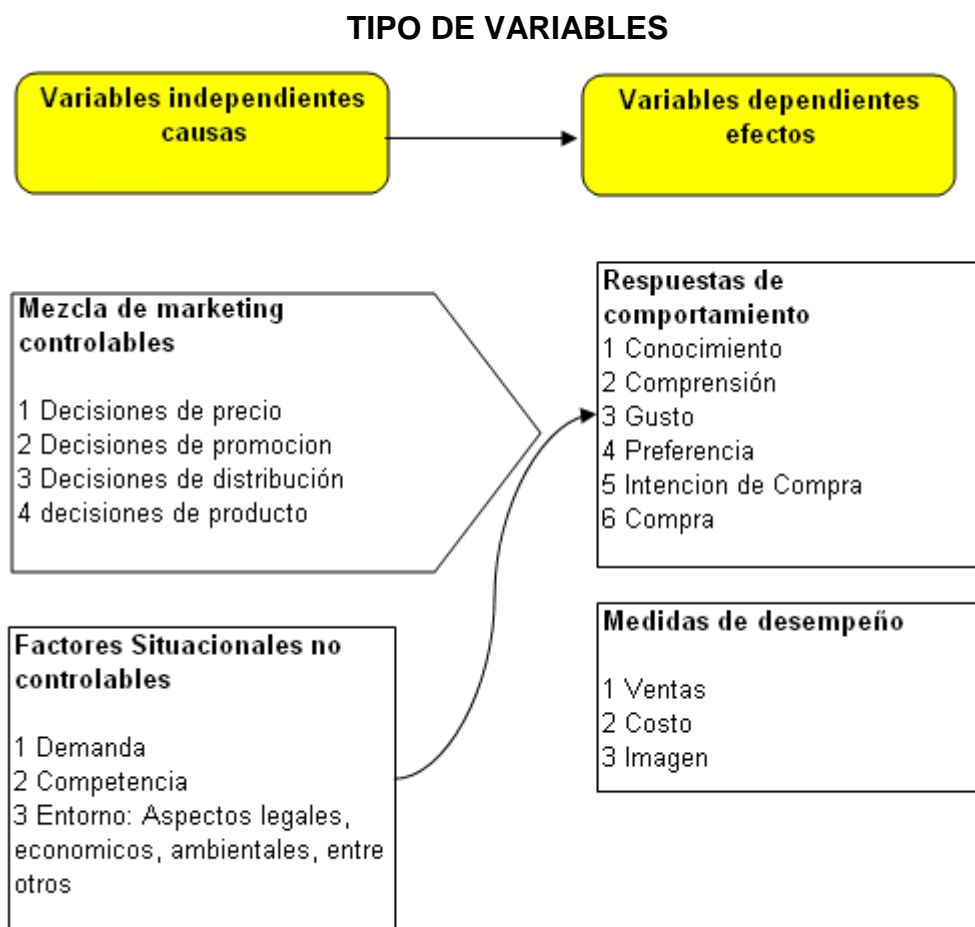 TIPO DE VARIABLES
Variables independientes
causas
Variables dependientes
efectos
Mezcla de marketing
controlables
1 Decisiones de precio
2 Decisiones de promocion
3 Decisiones de distribución
4 decisiones de producto
Respuestas de
comportamiento
1 Conocimiento
2 Comprensión
3 Gusto
4 Preferencia
5 Intencion de Compra
6 Compra
Factores Situacionales no
controlables
1 Demanda
2 Competencia
3 Entorno: Aspectos legales,
economicos, ambientales, entre
otros
Medidas de desempeño
1 Ventas
2 Costo
3 Imagen